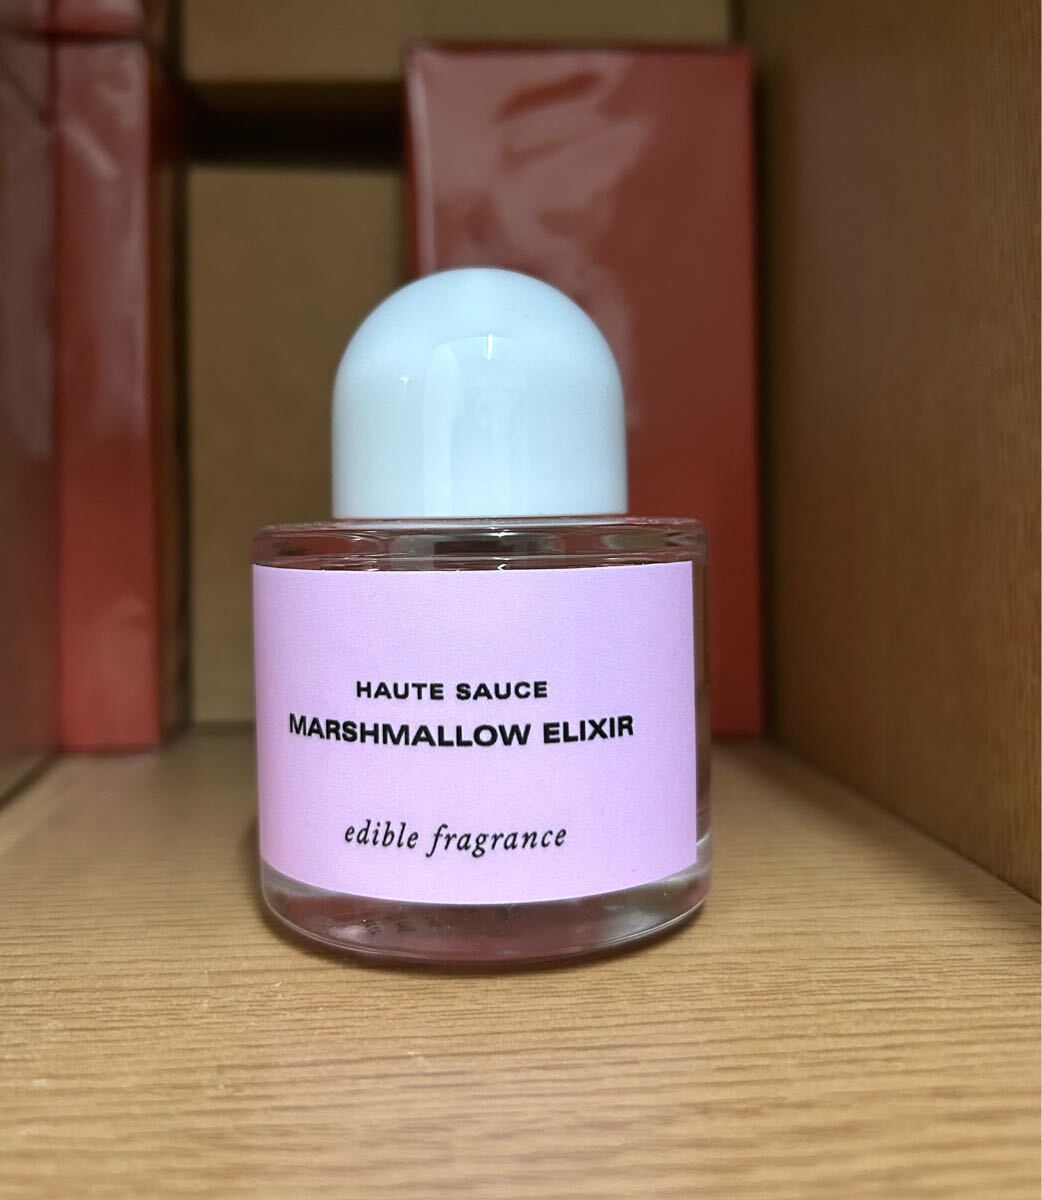 HAUTE SAUCE
MARSHMALLOW ELIXIR
edible fragrance